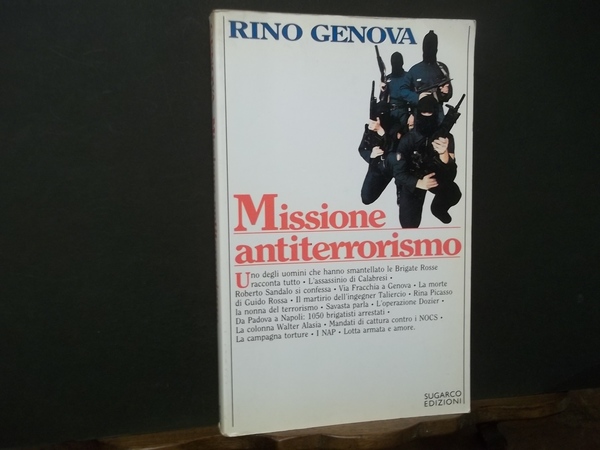 RINO GENOVA
Missione
antiterrorismo
Uno degli uomini che hanno smantellato le Brigate Rosse
racconta tutto • L'assassinio di Calabresi •
Roberto Sandalo si confessa • Via Fracchia a Genova • La morte
di Guido Rossa • Il martirio dell'ingegner Taliercio • Rina Picasso
la nonna del terrorismo • Savasta parla • L'operazione Dozier •
Da Padova a Napoli: 1050 brigatisti arrestati •
La colonna Walter Alasia • Mandati di cattura contro i NOCS •
La campagna torture • I NAP • Lotta armata e amore.
SUGARCO
EDIZIONI